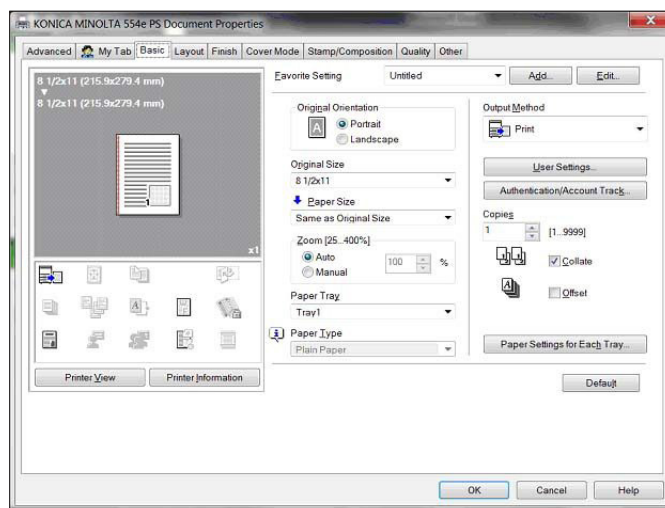 KONICA MINOLTA 554e PS Document Properties
Advanced My Tab Basic Layout Finish Cover Mode Stamp/Composition Quality Other
8 1/2x11 (215.9x279.4 mm)
8 1/2x11 (215.9x279.4 mm)
x1
Printer View Printer Information
Favorite Setting Untitled Add... Edit...
Original Orientation
A Portrait
Landscape
Original Size
8 1/2x11
Paper Size
Same as Original Size
Zoom [25...400%]
Auto
Manual
100 %
Paper Tray
Tray1
Paper Type
Plain Paper
Output Method
Print
User Settings...
Authentication/Account Track...
Copies
1 [1...9999]
Collate
Offset
Paper Settings for Each Tray...
Default
OK Cancel Help